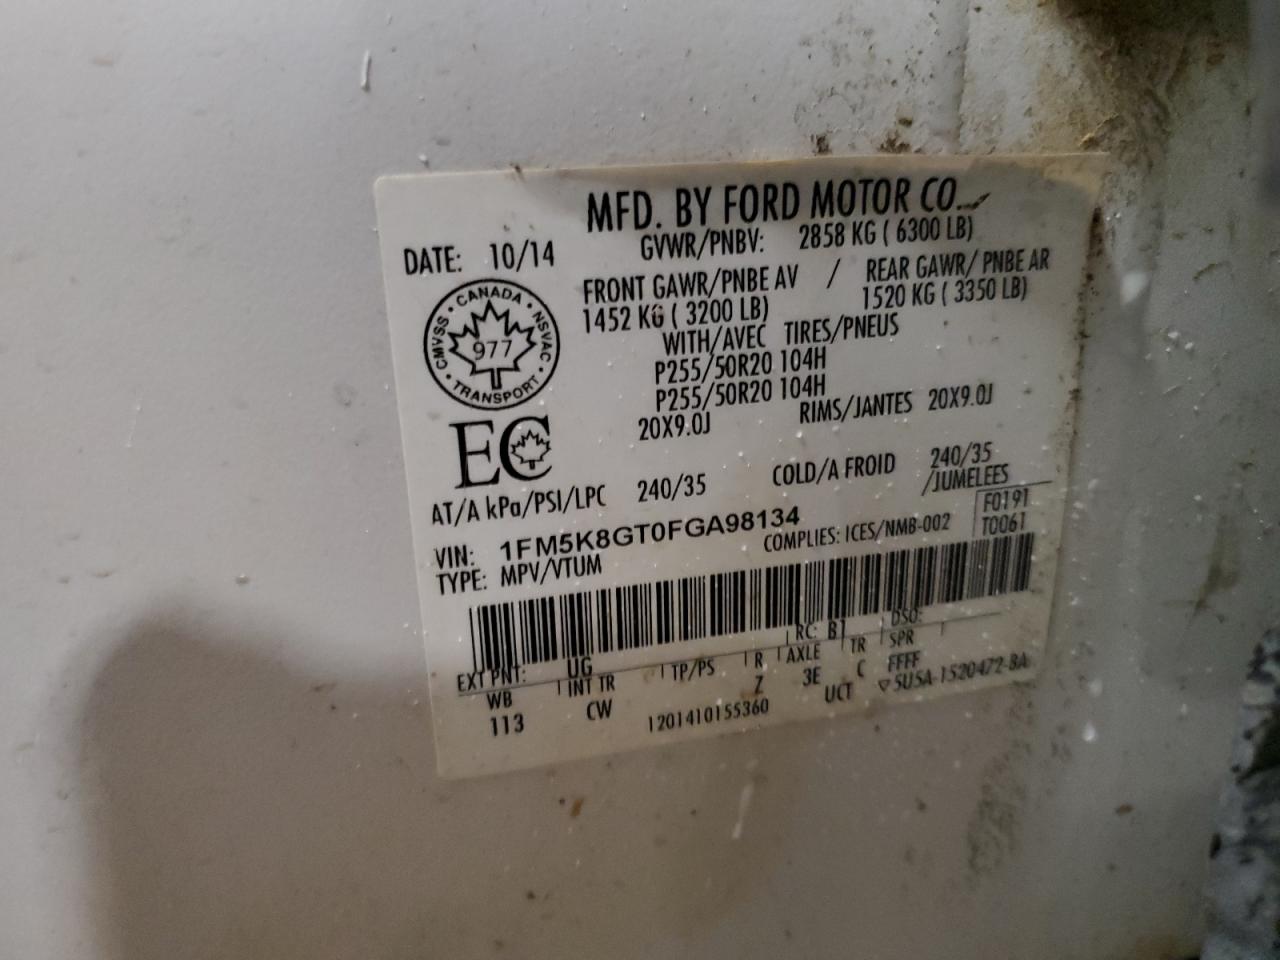 MFD. BY FORD MOTOR CO.
DATE: 10/14 GVWR/PNBV: 2858 KG ( 6300 LB)
FRONT GAWR/PNBE AV / REAR GAWR/ PNBE AR
1452 KG ( 3200 LB) 1520 KG ( 3350 LB)
WITH/AVEC TIRES/PNEUS
P255/50R20 104H
P255/50R20 104H
20X9.0J RIMS/JANTES 20X9.0J
CANADA · NSVAC · TRANSPORT · CMVSS
977
EC
AT/A kPa/PSI/LPC 240/35 COLD/A FROID 240/35
/JUMELEES
VIN: 1FM5K8GT0FGA98134 F0191
TYPE: MPV/VTUM COMPLIES: ICES/NMB-002 T0061
EXT PNT: UG RC: B1 DSO:
WB INT TR TP/PS R AXLE TR SPR
113 CW Z 3E C FFFF
1201410155360 UCT ▽5U5A-1520472-BA